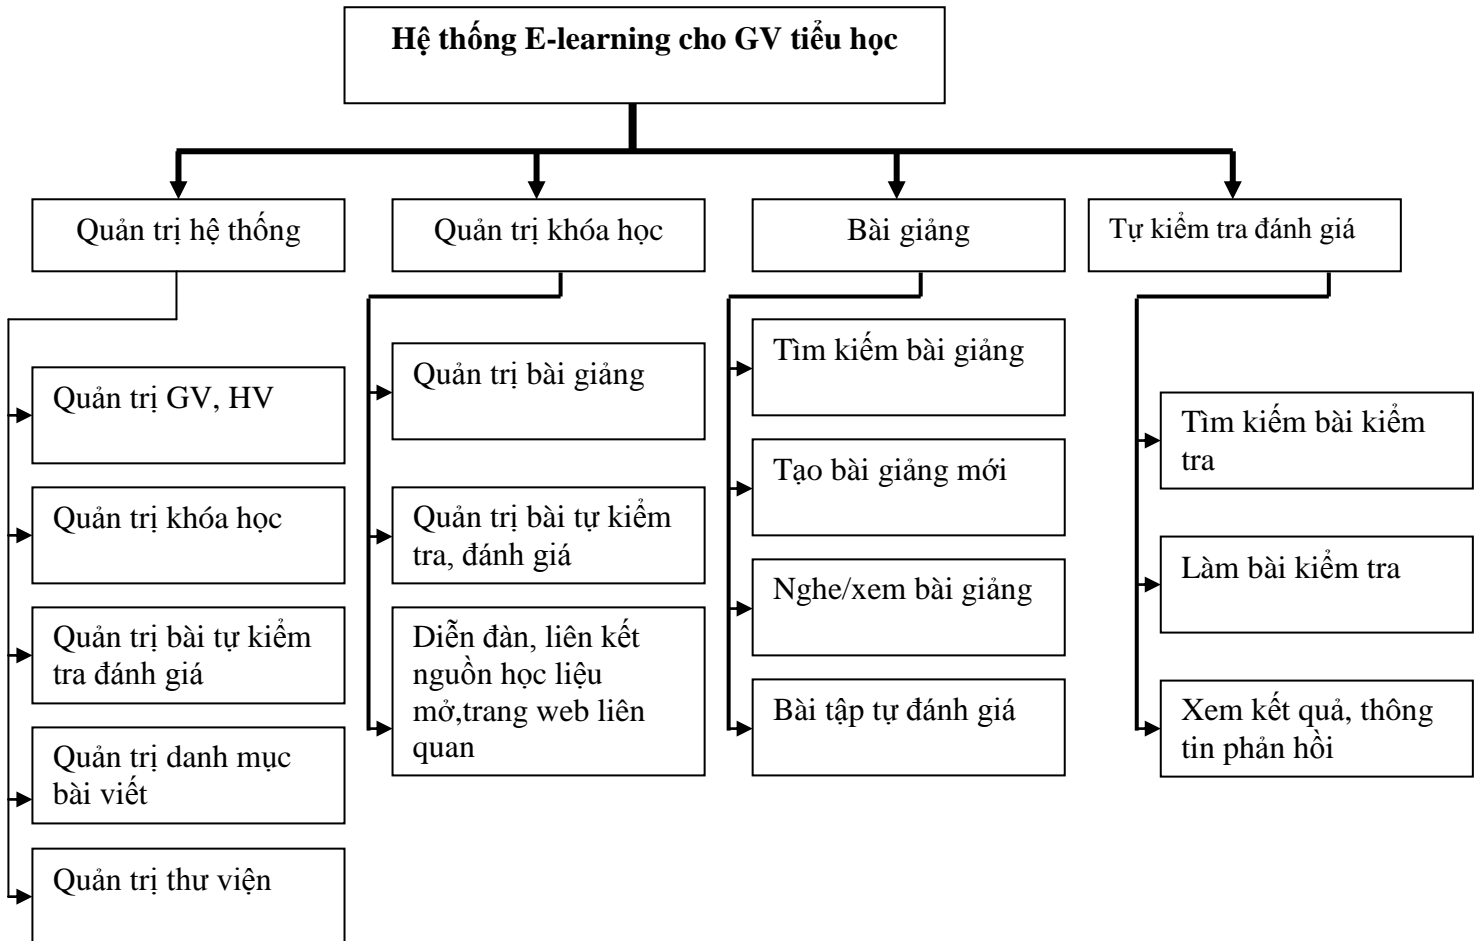 Hệ thống E-learning cho GV tiểu học
Quản trị hệ thống
Quản trị khóa học
Bài giảng
Tự kiểm tra đánh giá
Quản trị GV, HV
Quản trị khóa học
Quản trị bài tự kiểm
tra đánh giá
Quản trị danh mục
bài viết
Quản trị thư viện
Quản trị bài giảng
Quản trị bài tự kiểm
tra, đánh giá
Diễn đàn, liên kết
nguồn học liệu
mở,trang web liên
quan
Tìm kiếm bài giảng
Tạo bài giảng mới
Nghe/xem bài giảng
Bài tập tự đánh giá
Tìm kiếm bài kiểm
tra
Làm bài kiểm tra
Xem kết quả, thông
tin phản hồi